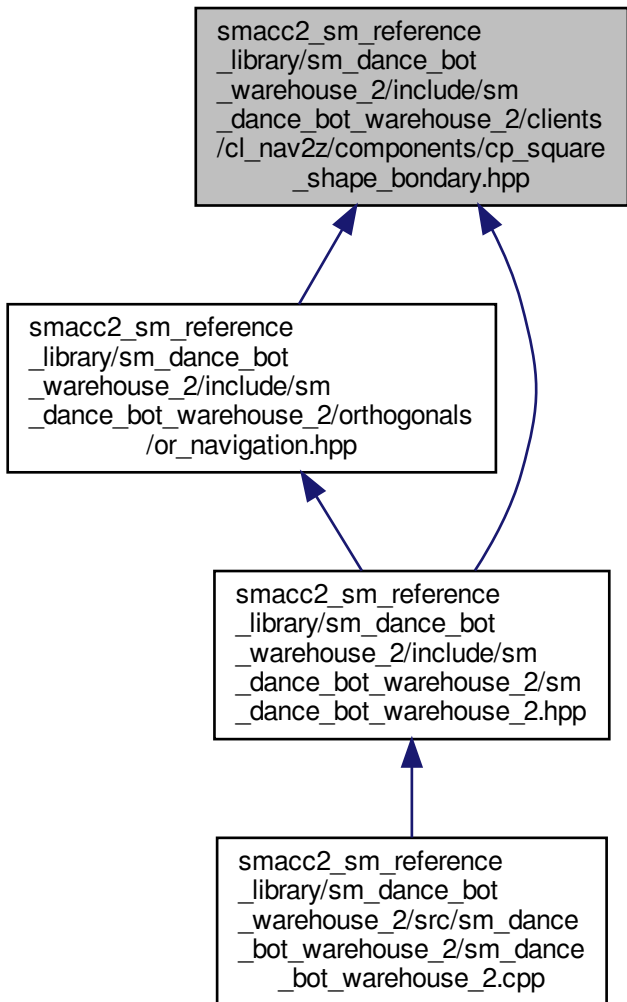 smacc2_sm_reference
_library/sm_dance_bot
_warehouse_2/include/sm
_dance_bot_warehouse_2/clients
/cl_nav2z/components/cp_square
_shape_bondary.hpp
smacc2_sm_reference
_library/sm_dance_bot
_warehouse_2/include/sm
_dance_bot_warehouse_2/orthogonals
/or_navigation.hpp
smacc2_sm_reference
_library/sm_dance_bot
_warehouse_2/include/sm
_dance_bot_warehouse_2/sm
_dance_bot_warehouse_2.hpp
smacc2_sm_reference
_library/sm_dance_bot
_warehouse_2/src/sm_dance
_bot_warehouse_2/sm_dance
_bot_warehouse_2.cpp